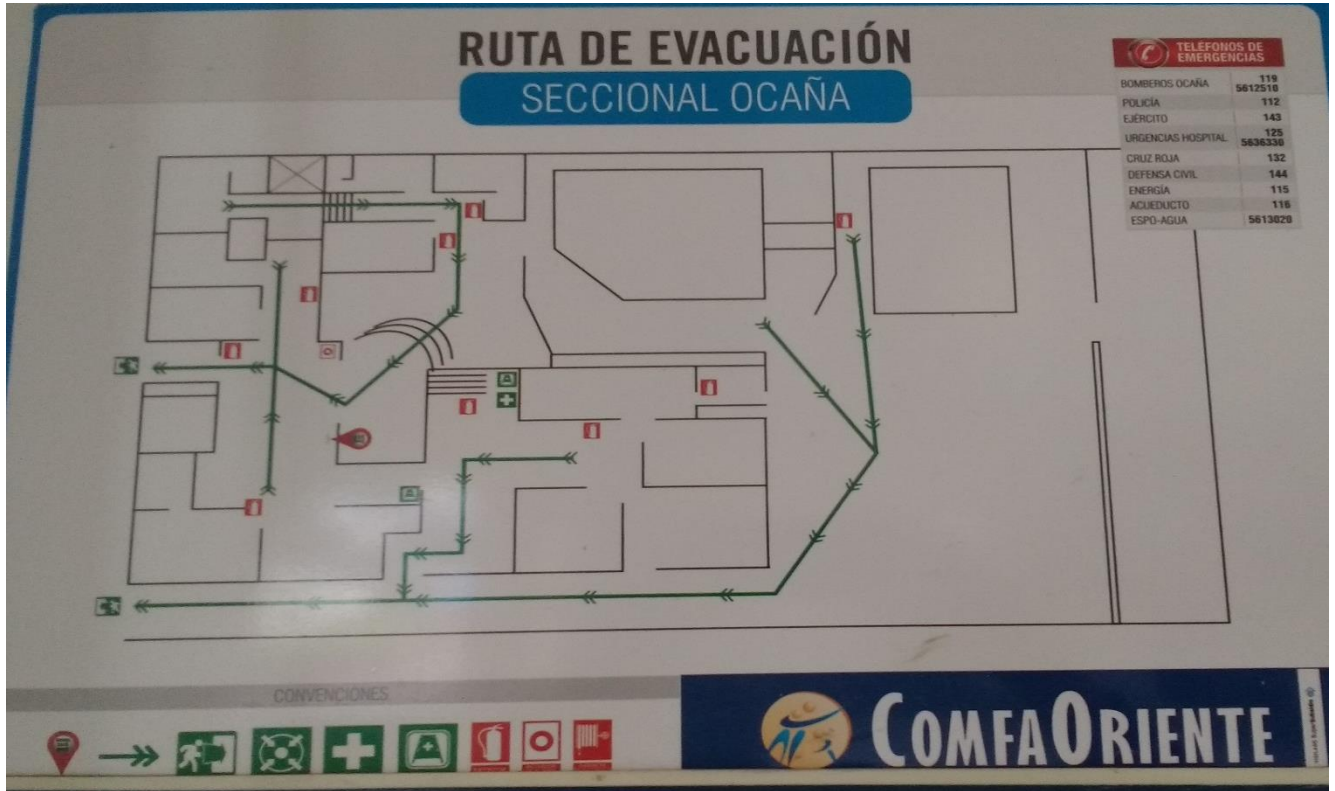 RUTA DE EVACUACIÓN
SECCIONAL OCAÑA
TELÉFONOS DE
EMERGENCIAS
BOMBEROS OCAÑA 119
5612510
POLICÍA 112
EJÉRCITO 143
URGENCIAS HOSPITAL 125
5636330
CRUZ ROJA 132
DEFENSA CIVIL 144
ENERGÍA 115
ACUEDUCTO 116
ESPO-AGUA 5613020
CONVENCIONES
COMFAORIENTE